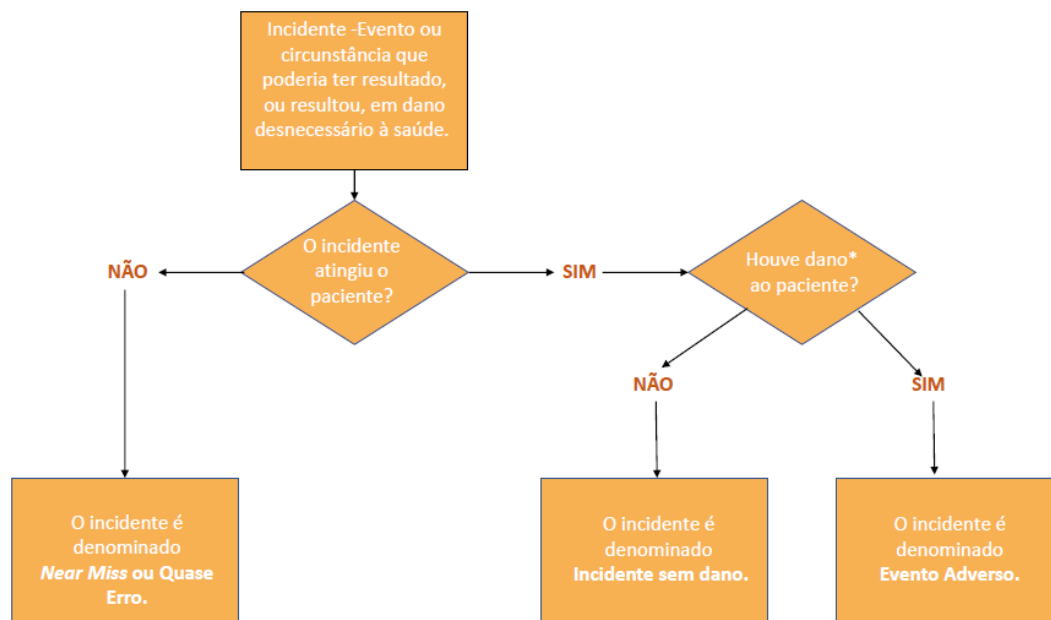 Incidente -Evento ou
circunstância que
poderia ter resultado,
ou resultou, em dano
desnecessário à saúde.
O incidente
atingiu o
paciente?
NÃO
SIM
Houve dano*
ao paciente?
NÃO
SIM
O incidente é
denominado
Near Miss ou Quase
Erro.
O incidente é
denominado
Incidente sem dano.
O incidente é
denominado
Evento Adverso.